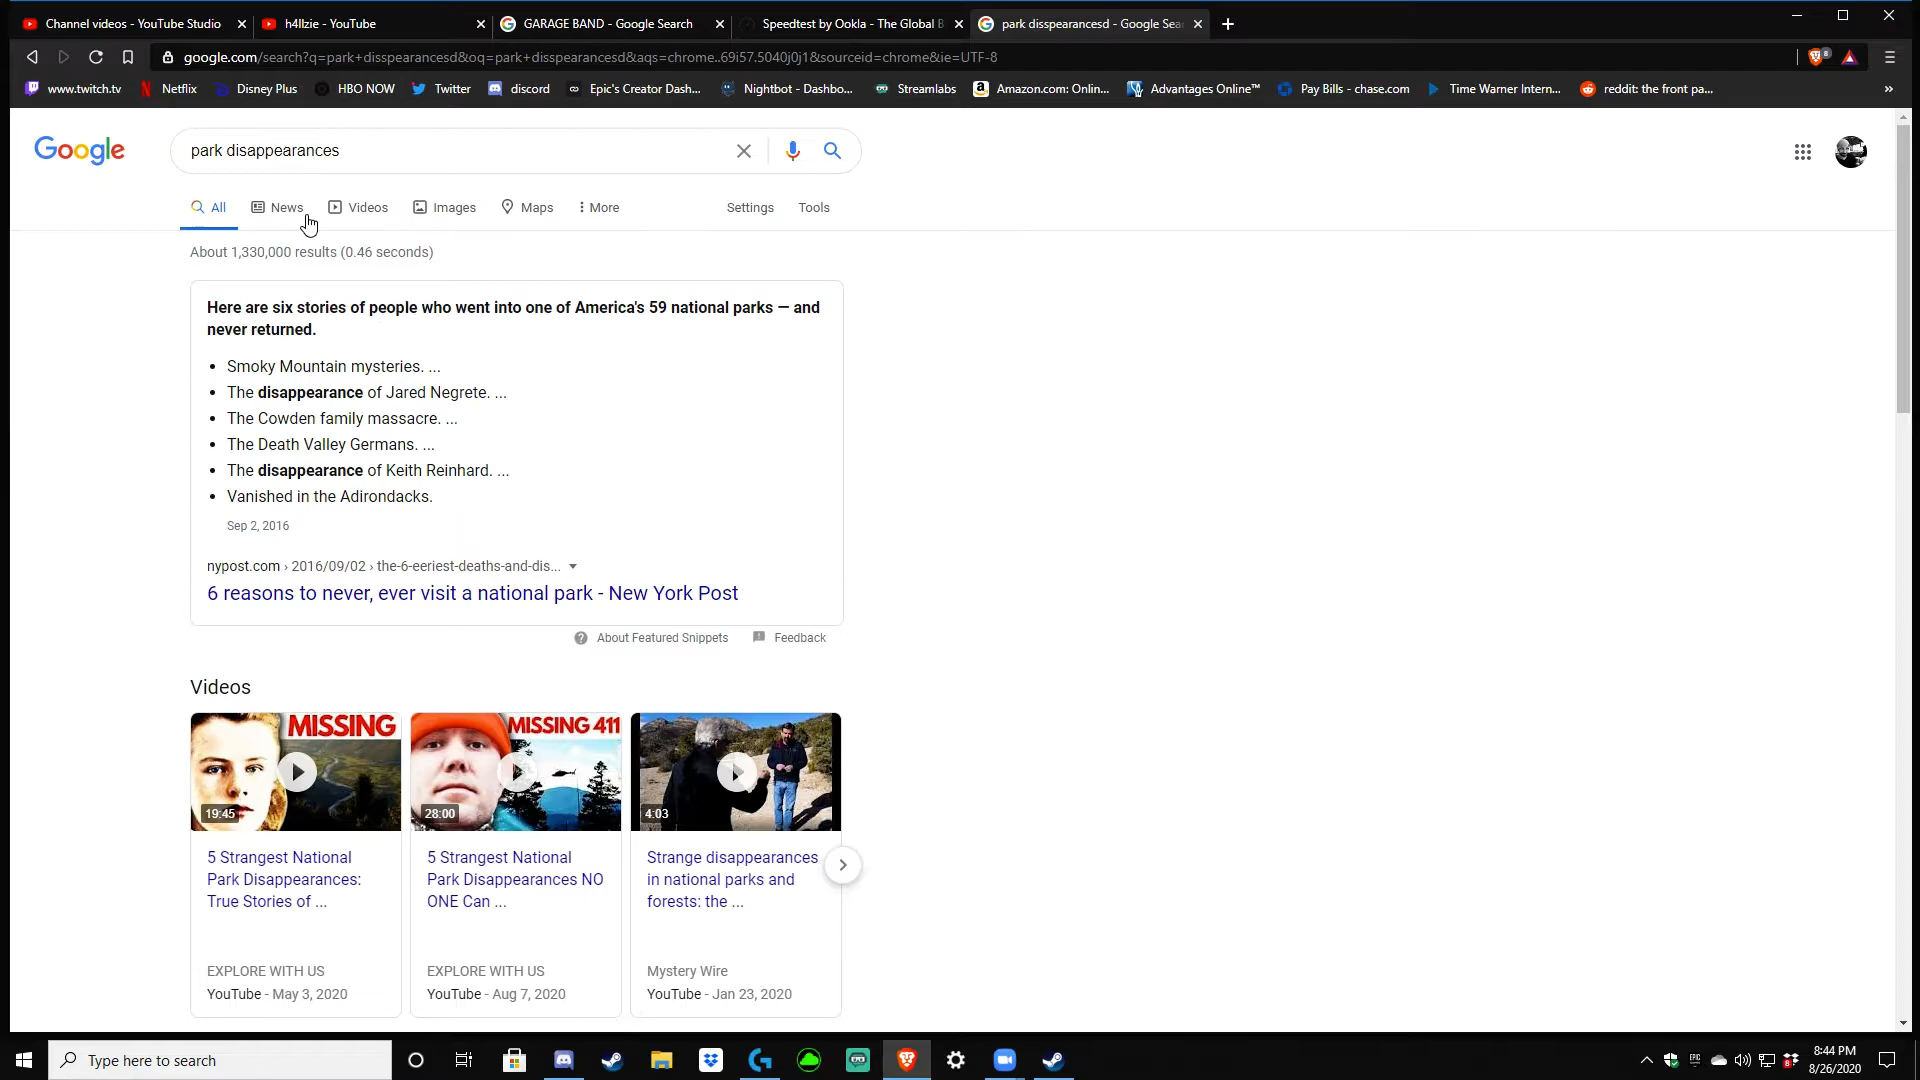 Channel videos - YouTube Studio
h4llzie - YouTube
GARAGE BAND - Google Search
Speedtest by Ookla - The Global B
park disspearancesd - Google Sea
google.com/search?q=park+disspearancesd&oq=park+disspearancesd&aqs=chrome..69i57.5040j0j1&sourceid=chrome&ie=UTF-8
8
www.twitch.tv
Netflix
Disney Plus
HBO NOW
Twitter
discord
Epic's Creator Dash...
Nightbot - Dashbo...
Streamlabs
Amazon.com: Onlin...
Advantages Online™
Pay Bills - chase.com
Time Warner Intern...
reddit: the front pa...
»
Google
park disappearances
All
News
Videos
Images
Maps
More
Settings
Tools
About 1,330,000 results (0.46 seconds)
Here are six stories of people who went into one of America's 59 national parks — and
never returned.
• Smoky Mountain mysteries. ...
• The disappearance of Jared Negrete. ...
• The Cowden family massacre. ...
• The Death Valley Germans. ...
• The disappearance of Keith Reinhard. ...
• Vanished in the Adirondacks.
Sep 2, 2016
nypost.com › 2016/09/02 › the-6-eeriest-deaths-and-dis...
6 reasons to never, ever visit a national park - New York Post
About Featured Snippets
Feedback
Videos
MISSING
19:45
5 Strangest National
Park Disappearances:
True Stories of ...
EXPLORE WITH US
YouTube - May 3, 2020
MISSING 411
28:00
5 Strangest National
Park Disappearances NO
ONE Can ...
EXPLORE WITH US
YouTube - Aug 7, 2020
4:03
Strange disappearances
in national parks and
forests: the ...
Mystery Wire
YouTube - Jan 23, 2020
Type here to search
8:44 PM
8/26/2020